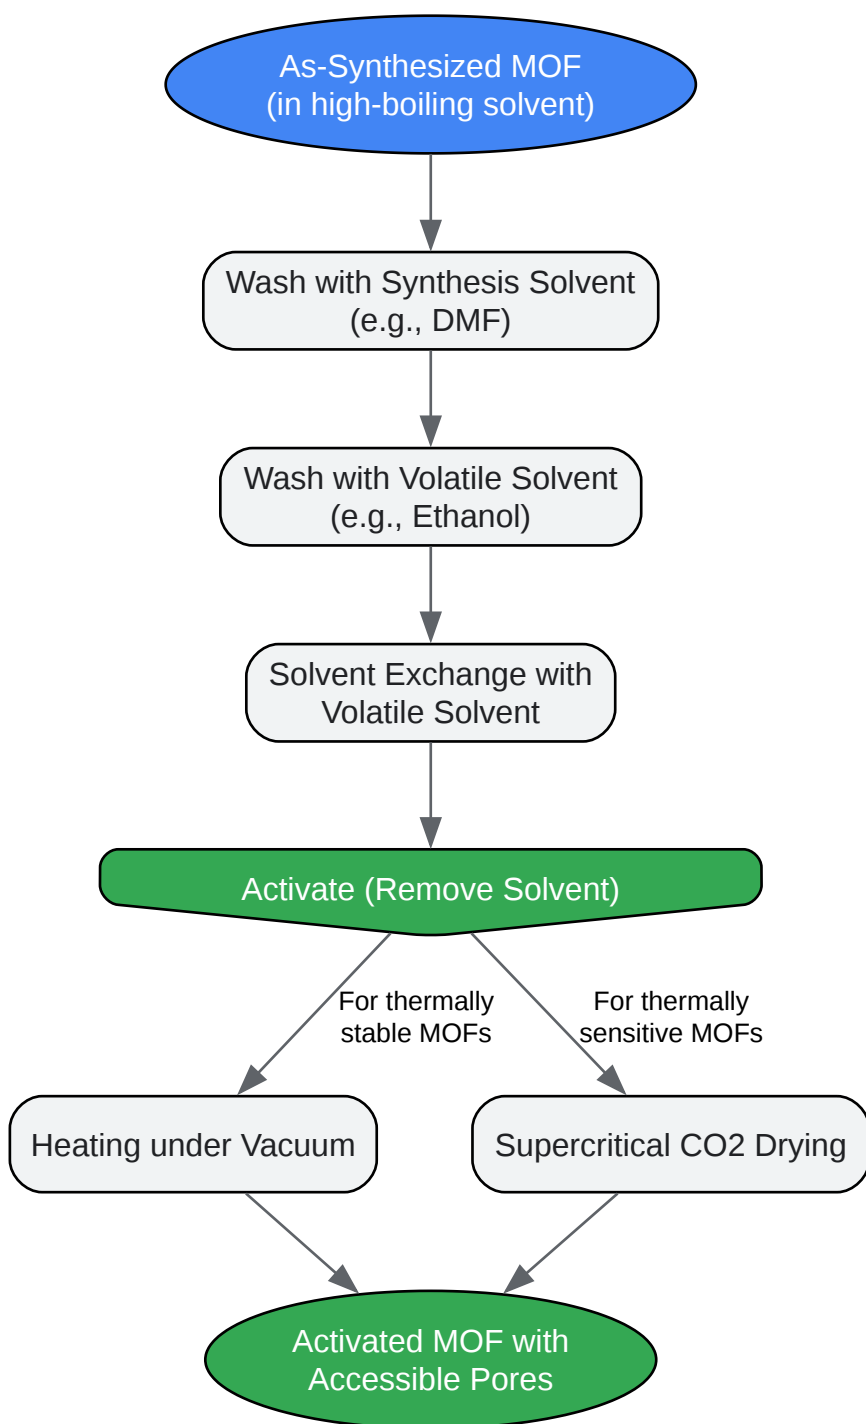 As-Synthesized MOF
(in high-boiling solvent)
Wash with Synthesis Solvent
(e.g., DMF)
Wash with Volatile Solvent
(e.g., Ethanol)
Solvent Exchange with
Volatile Solvent
Activate (Remove Solvent)
For thermally
stable MOFs
For thermally
sensitive MOFs
Heating under Vacuum
Supercritical CO2 Drying
Activated MOF with
Accessible Pores